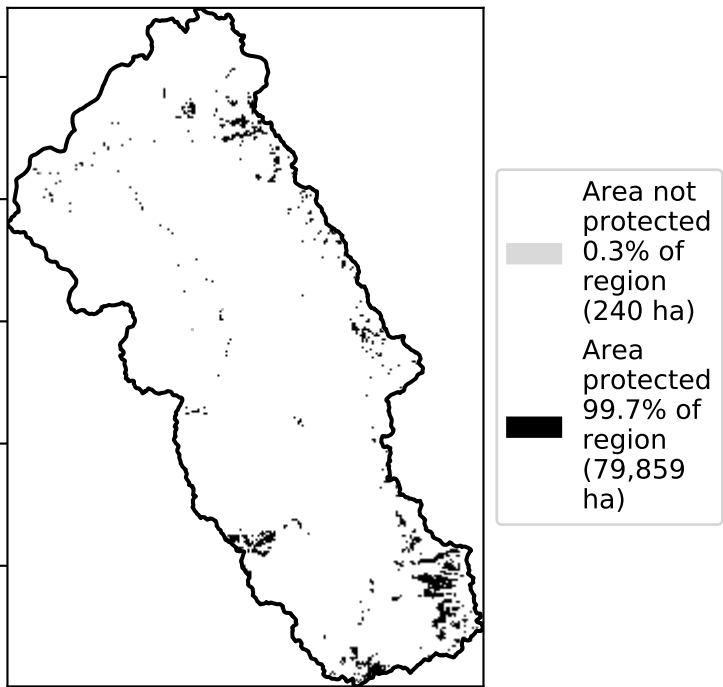 Area not
protected
0.3% of
region
(240 ha)
Area
protected
99.7% of
region
(79,859
ha)